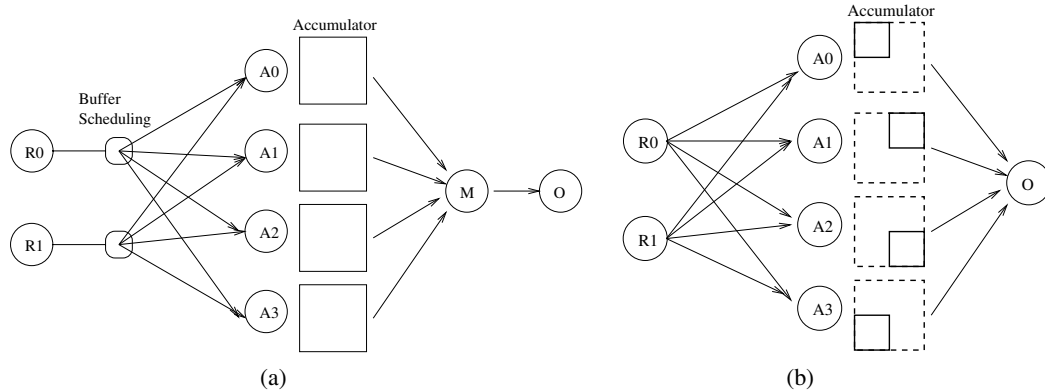 Accumulator
A0
Buffer
Scheduling
R0
A1
M
O
R1
A2
A3
(a)
Accumulator
A0
R0
A1
O
R1
A2
A3
(b)